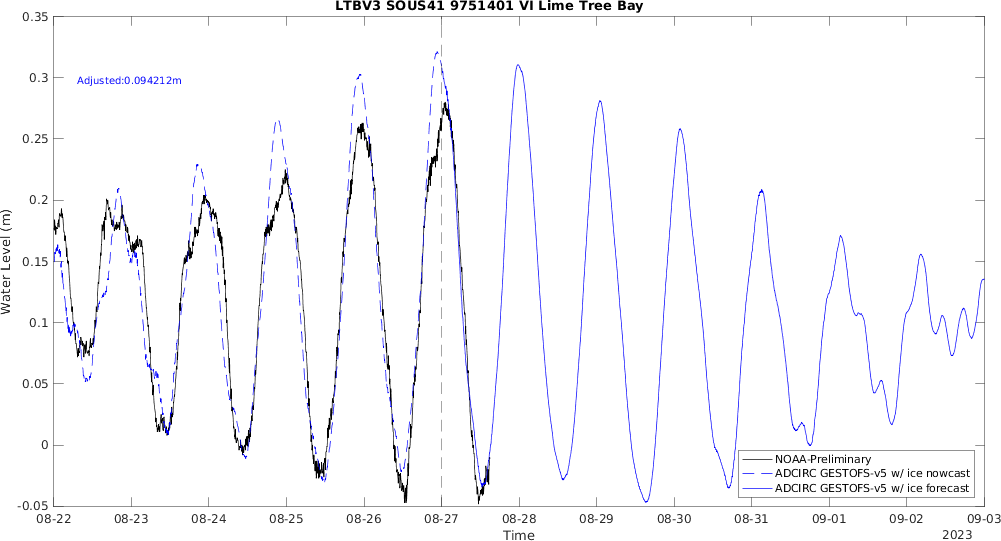 LTBV3 SOUS41 9751401 VI Lime Tree Bay
0.35
0.3
0.25
0.2
0.15
0.1
0.05
0
-0.05
Water Level (m)
Adjusted:0.094212m
NOAA-Preliminary
ADCIRC GESTOFS-v5 w/ ice nowcast
ADCIRC GESTOFS-v5 w/ ice forecast
08-22 08-23 08-24 08-25 08-26 08-27 08-28 08-29 08-30 08-31 09-01 09-02 09-03
Time
2023